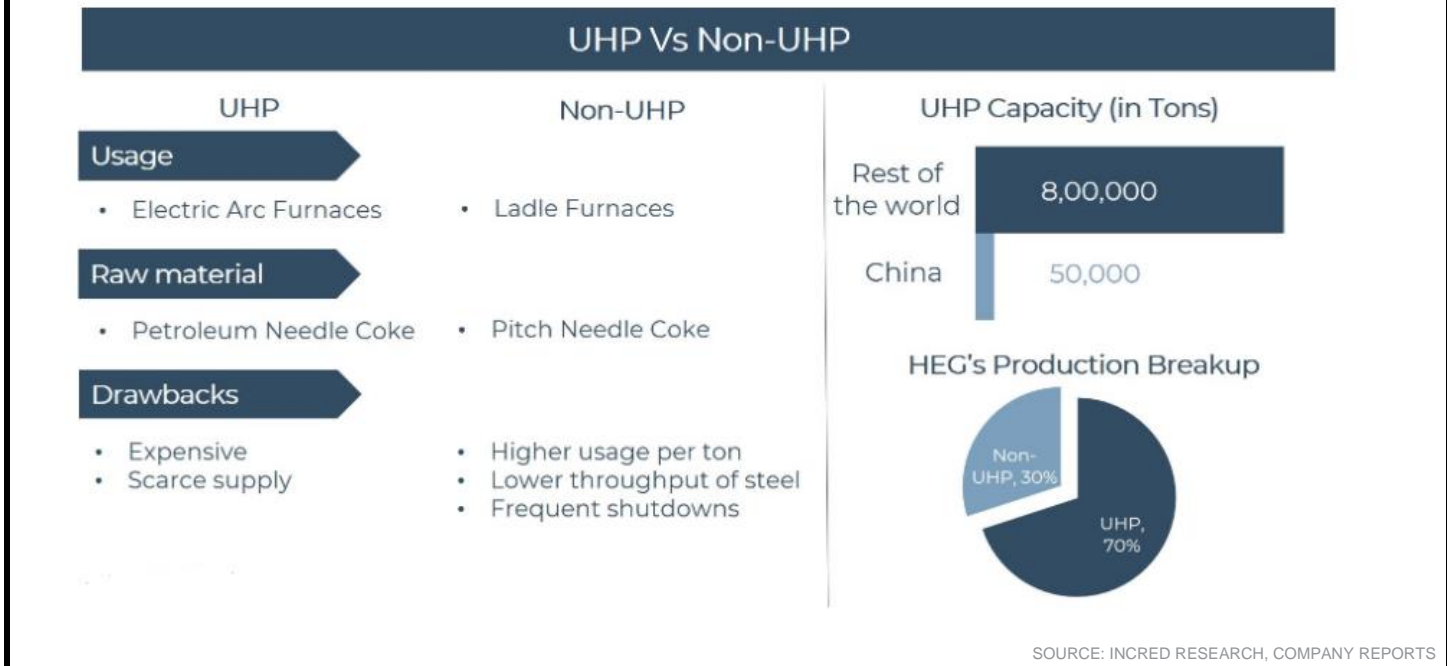 UHP Vs Non-UHP
UHP
Non-UHP
Usage
• Electric Arc Furnaces
• Ladle Furnaces
Raw material
• Petroleum Needle Coke
• Pitch Needle Coke
Drawbacks
• Expensive
• Scarce supply
• Higher usage per ton
• Lower throughput of steel
• Frequent shutdowns
UHP Capacity (in Tons)
Rest of
the world
8,00,000
China
50,000
HEG's Production Breakup
Non-
UHP, 30%
UHP,
70%
SOURCE: INCRED RESEARCH, COMPANY REPORTS